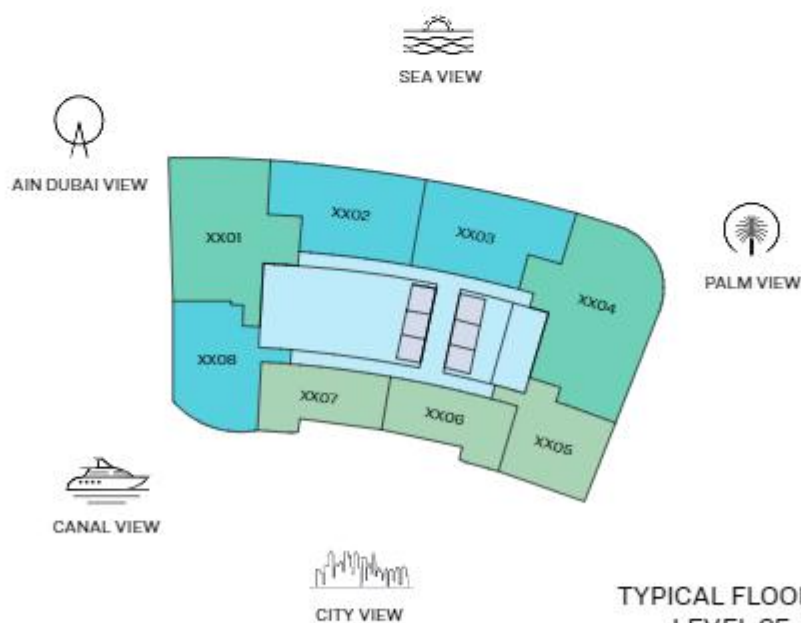 SEA VIEW
AIN DUBAI VIEW
XX02
XX03
XX01
PALM VIEW
XX04
XX08
XX07
XX06
XX05
CANAL VIEW
CITY VIEW
TYPICAL FLOO